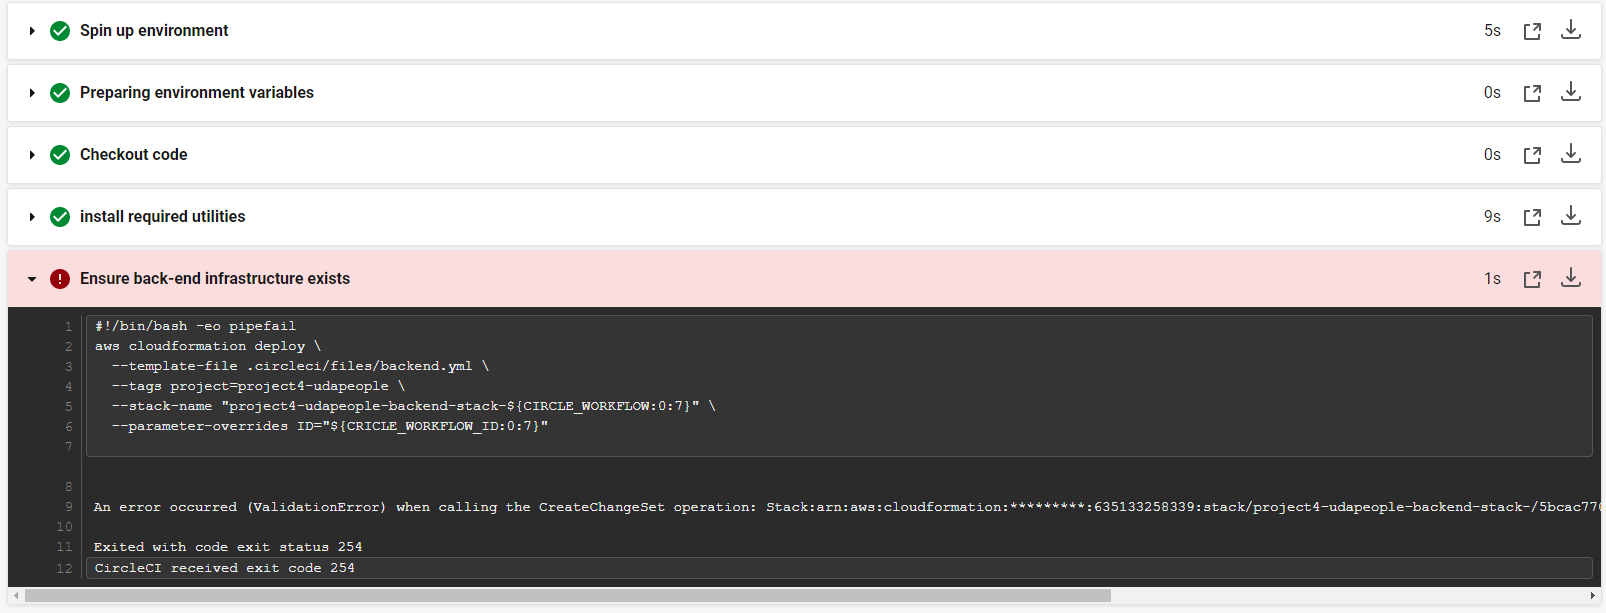 Spin up environment 5s
Preparing environment variables 0s
Checkout code 0s
install required utilities 9s
Ensure back-end infrastructure exists 1s
1 #!/bin/bash -eo pipefail
2 aws cloudformation deploy \
3 --template-file .circleci/files/backend.yml \
4 --tags project=project4-udapeople \
5 --stack-name "project4-udapeople-backend-stack-${CIRCLE_WORKFLOW:0:7}" \
6 --parameter-overrides ID="${CRICLE_WORKFLOW_ID:0:7}"
7
8
9 An error occurred (ValidationError) when calling the CreateChangeSet operation: Stack:arn:aws:cloudformation:*********:635133258339:stack/project4-udapeople-backend-stack-/5bcac770
10
11 Exited with code exit status 254
12 CircleCI received exit code 254